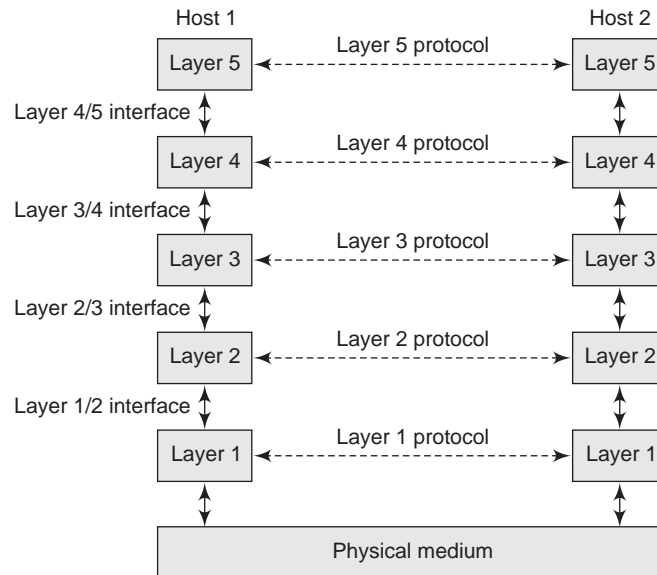 Host 1
Host 2
Layer 5 protocol
Layer 5
Layer 5
Layer 4/5 interface
Layer 4 protocol
Layer 4
Layer 4
Layer 3/4 interface
Layer 3 protocol
Layer 3
Layer 3
Layer 2/3 interface
Layer 2 protocol
Layer 2
Layer 2
Layer 1/2 interface
Layer 1 protocol
Layer 1
Layer 1
Physical medium